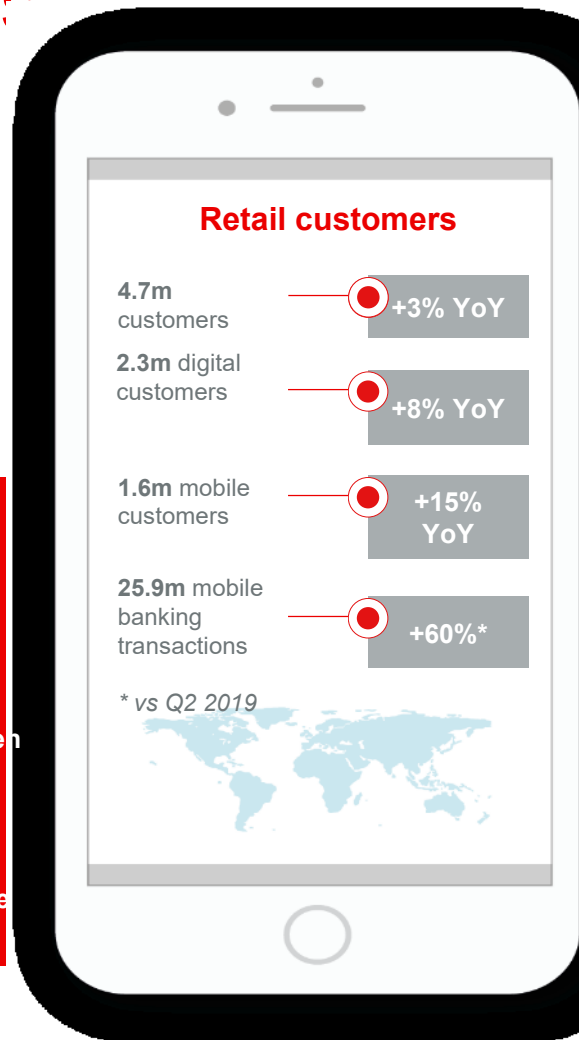 Retail customers
4.7m
customers
+3% YoY
2.3m digital
customers
+8% YoY
1.6m mobile
customers
+15%
YoY
25.9m mobile
banking
transactions
+60%*
* vs Q2 2019